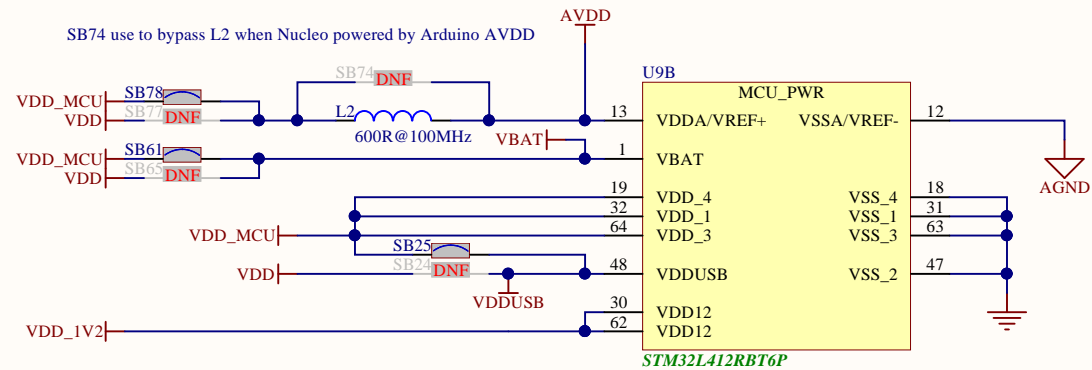 AVDD
SB74 use to bypass L2 when Nucleo powered by Arduino AVDD
SB74 DNF
U9B
MCU_PWR
SB78
VDD_MCU
SB77 DNF
VDD
L2
600R@100MHz
13 VDDA/VREF+ VSSA/VREF- 12
VBAT
SB61
VDD_MCU
SB65 DNF
VDD
1 VBAT
AGND
19 VDD_4 VSS_4 18
32 VDD_1 VSS_1 31
VDD_MCU 64 VDD_3 VSS_3 63
SB25
SB24 DNF
VDD 48 VDDUSB VSS_2 47
VDDUSB
30 VDD12
VDD_1V2 62 VDD12
STM32L412RBT6P